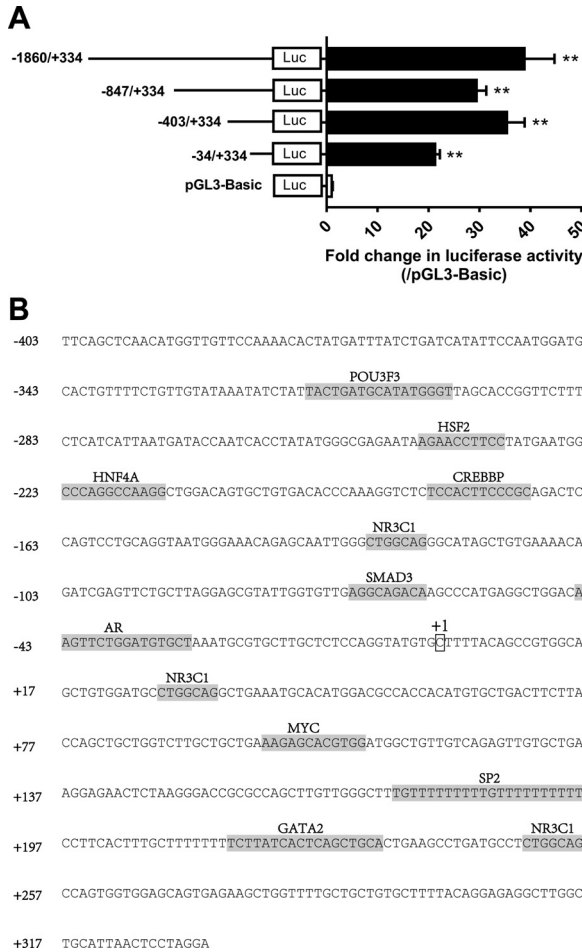 A
-1860/+334 Luc **
-847/+334 Luc **
-403/+334 Luc **
-34/+334 Luc **
pGL3-Basic Luc
0 10 20 30 40 50
Fold change in luciferase activity
(/pGL3-Basic)
B
-403 TTCAGCTCAACATGGTTGTTCCAAAACACTATGATTTATCTGATCATATTCCAATGGATG
POU3F3
-343 CACTGTTTTCTGTTGTATAAATATCTATTACTGATGCATATGGGTTAGCACCGGTTCTTT
HSF2
-283 CTCATCATTAATGATACCAATCACCTATATGGGCGAGAATAAGAACCTTCCTATGAATGG
HNF4A CREBBP
-223 CCCAGGCCAAGGCTGGACAGTGCTGTGACACCCAAAGGTCTCTCCACTTCCCGCAGACTC
NR3C1
-163 CAGTCCTGCAGGTAATGGGAAACAGAGCAATTGGGCTGGCAGGGCATAGCTGTGAAAACA
SMAD3
-103 GATCGAGTTCTGCTTAGGAGCGTATTGGTGTTGAGGCAGACAAGCCCATGAGGCTGGACA
AR +1
-43 AGTTCTGGATGTGCTAAATGCGTGCTTGCTCTCCAGGTATGTGCTTTTACAGCCGTGGCA
NR3C1
+17 GCTGTGGATGCCTGGCAGGCTGAAATGCACATGGACGCCACCACATGTGCTGACTTCTTA
MYC
+77 CCAGCTGCTGGTCTTGCTGCTGAAAGAGCACGTGGATGGCTGTTGTCAGAGTTGTGCTGA
SP2
+137 AGGAGAACTCTAAGGGACCGCGCCAGCTTGTTGGGCTTTGTTTTTTTTTTGTTTTTTTTTT
GATA2 NR3C1
+197 CCTTCACTTTGCTTTTTTTTCTTATCACTCAGCTGCACTGAAGCCTGATGCCTCTGGCAG
+257 CCAGTGGTGGAGCAGTGAGAAGCTGGTTTTGCTGCTGTGCTTTTACAGGAGAGGCTTGGC
+317 TGCATTAACTCCTAGGA